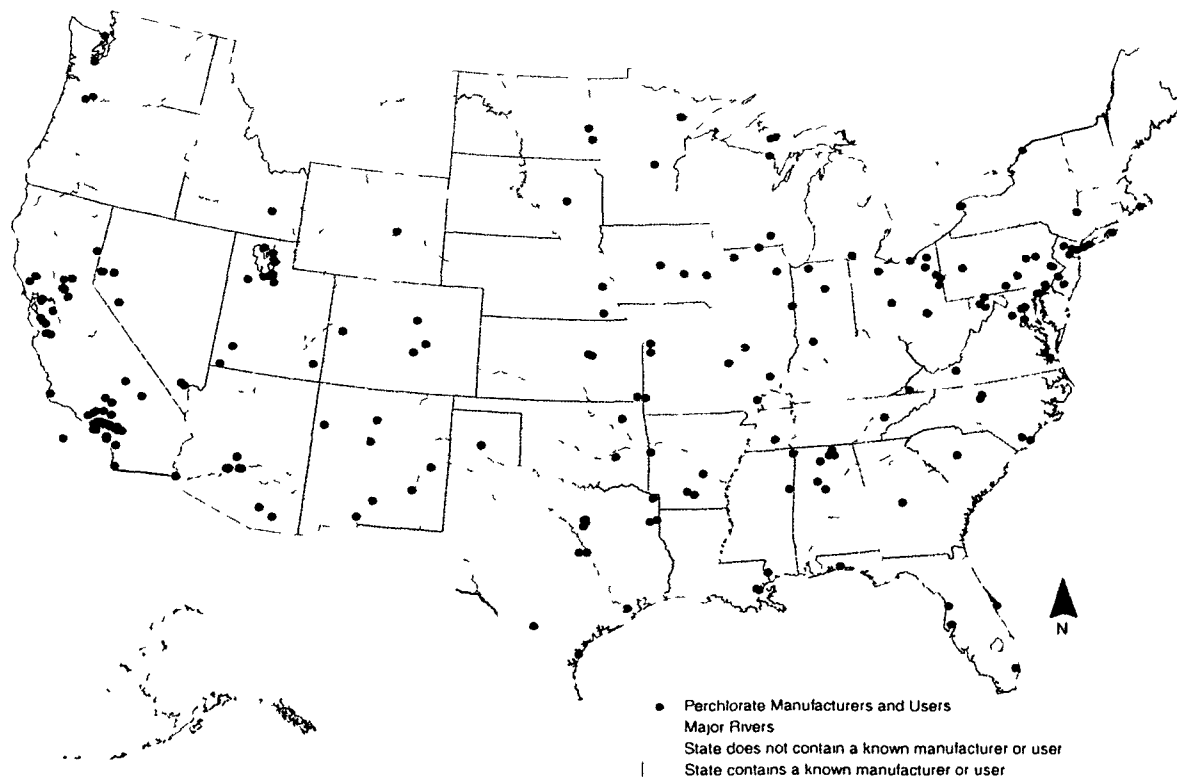 N
Perchlorate Manufacturers and Users
Major Rivers
State does not contain a known manufacturer or user
State contains a known manufacturer or user